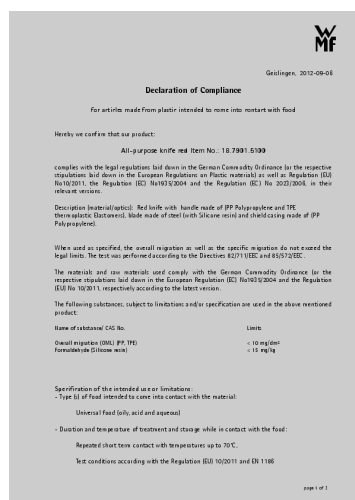 WMF
Geislingen, 2012-09-06
Declaration of Compliance
for articles made from plastic intended to come into contact with food
Hereby we confirm that our product:
All-purpose knife red Item No.: 18.7901.5100
complies with the legal regulations laid down in the German Commodity Ordinance (or the respective
stipulations laid down in the European Regulations on Plastic materials) as well as Regulation (EU)
No10/2011, the Regulation (EC) No1935/2004 and the Regulation (EC) No 2023/2006, in their
relevant versions.
Description (material/optics): Red knife with handle made of (PP Polypropylene and TPE
thermoplastic Elastomers), blade made of steel (with Silicone resin) and shield casing made of (PP
Polypropylene).
When used as specified, the overall migration as well as the specific migration do not exceed the
legal limits. The test was performed according to the Directives 82/711/EEC and 85/572/EEC.
The materials and raw materials used comply with the German Commodity Ordinance (or the
respective stipulations laid down in the European Regulation (EC) No1935/2004 and the Regulation
(EU) No 10/2011, respectively according to the latest version.
The following substances, subject to limitations and/or specification are used in the above mentioned
product:
Name of substance/ CAS No. Limits
Overall migration (OML) (PP, TPE) < 10 mg/dm²
Formaldehyde (Silicone resin) < 15 mg/kg
Specification of the intended use or limitations:
- Type (s) of food intended to come into contact with the material:
Universal food (oily, acid and aqueous)
- Duration and temperature of treatment and storage while in contact with the food:
Repeated short term contact with temperatures up to 70°C.
Test conditions according with the Regulation (EU) 10/2011 and EN 1186
page 1 of 2